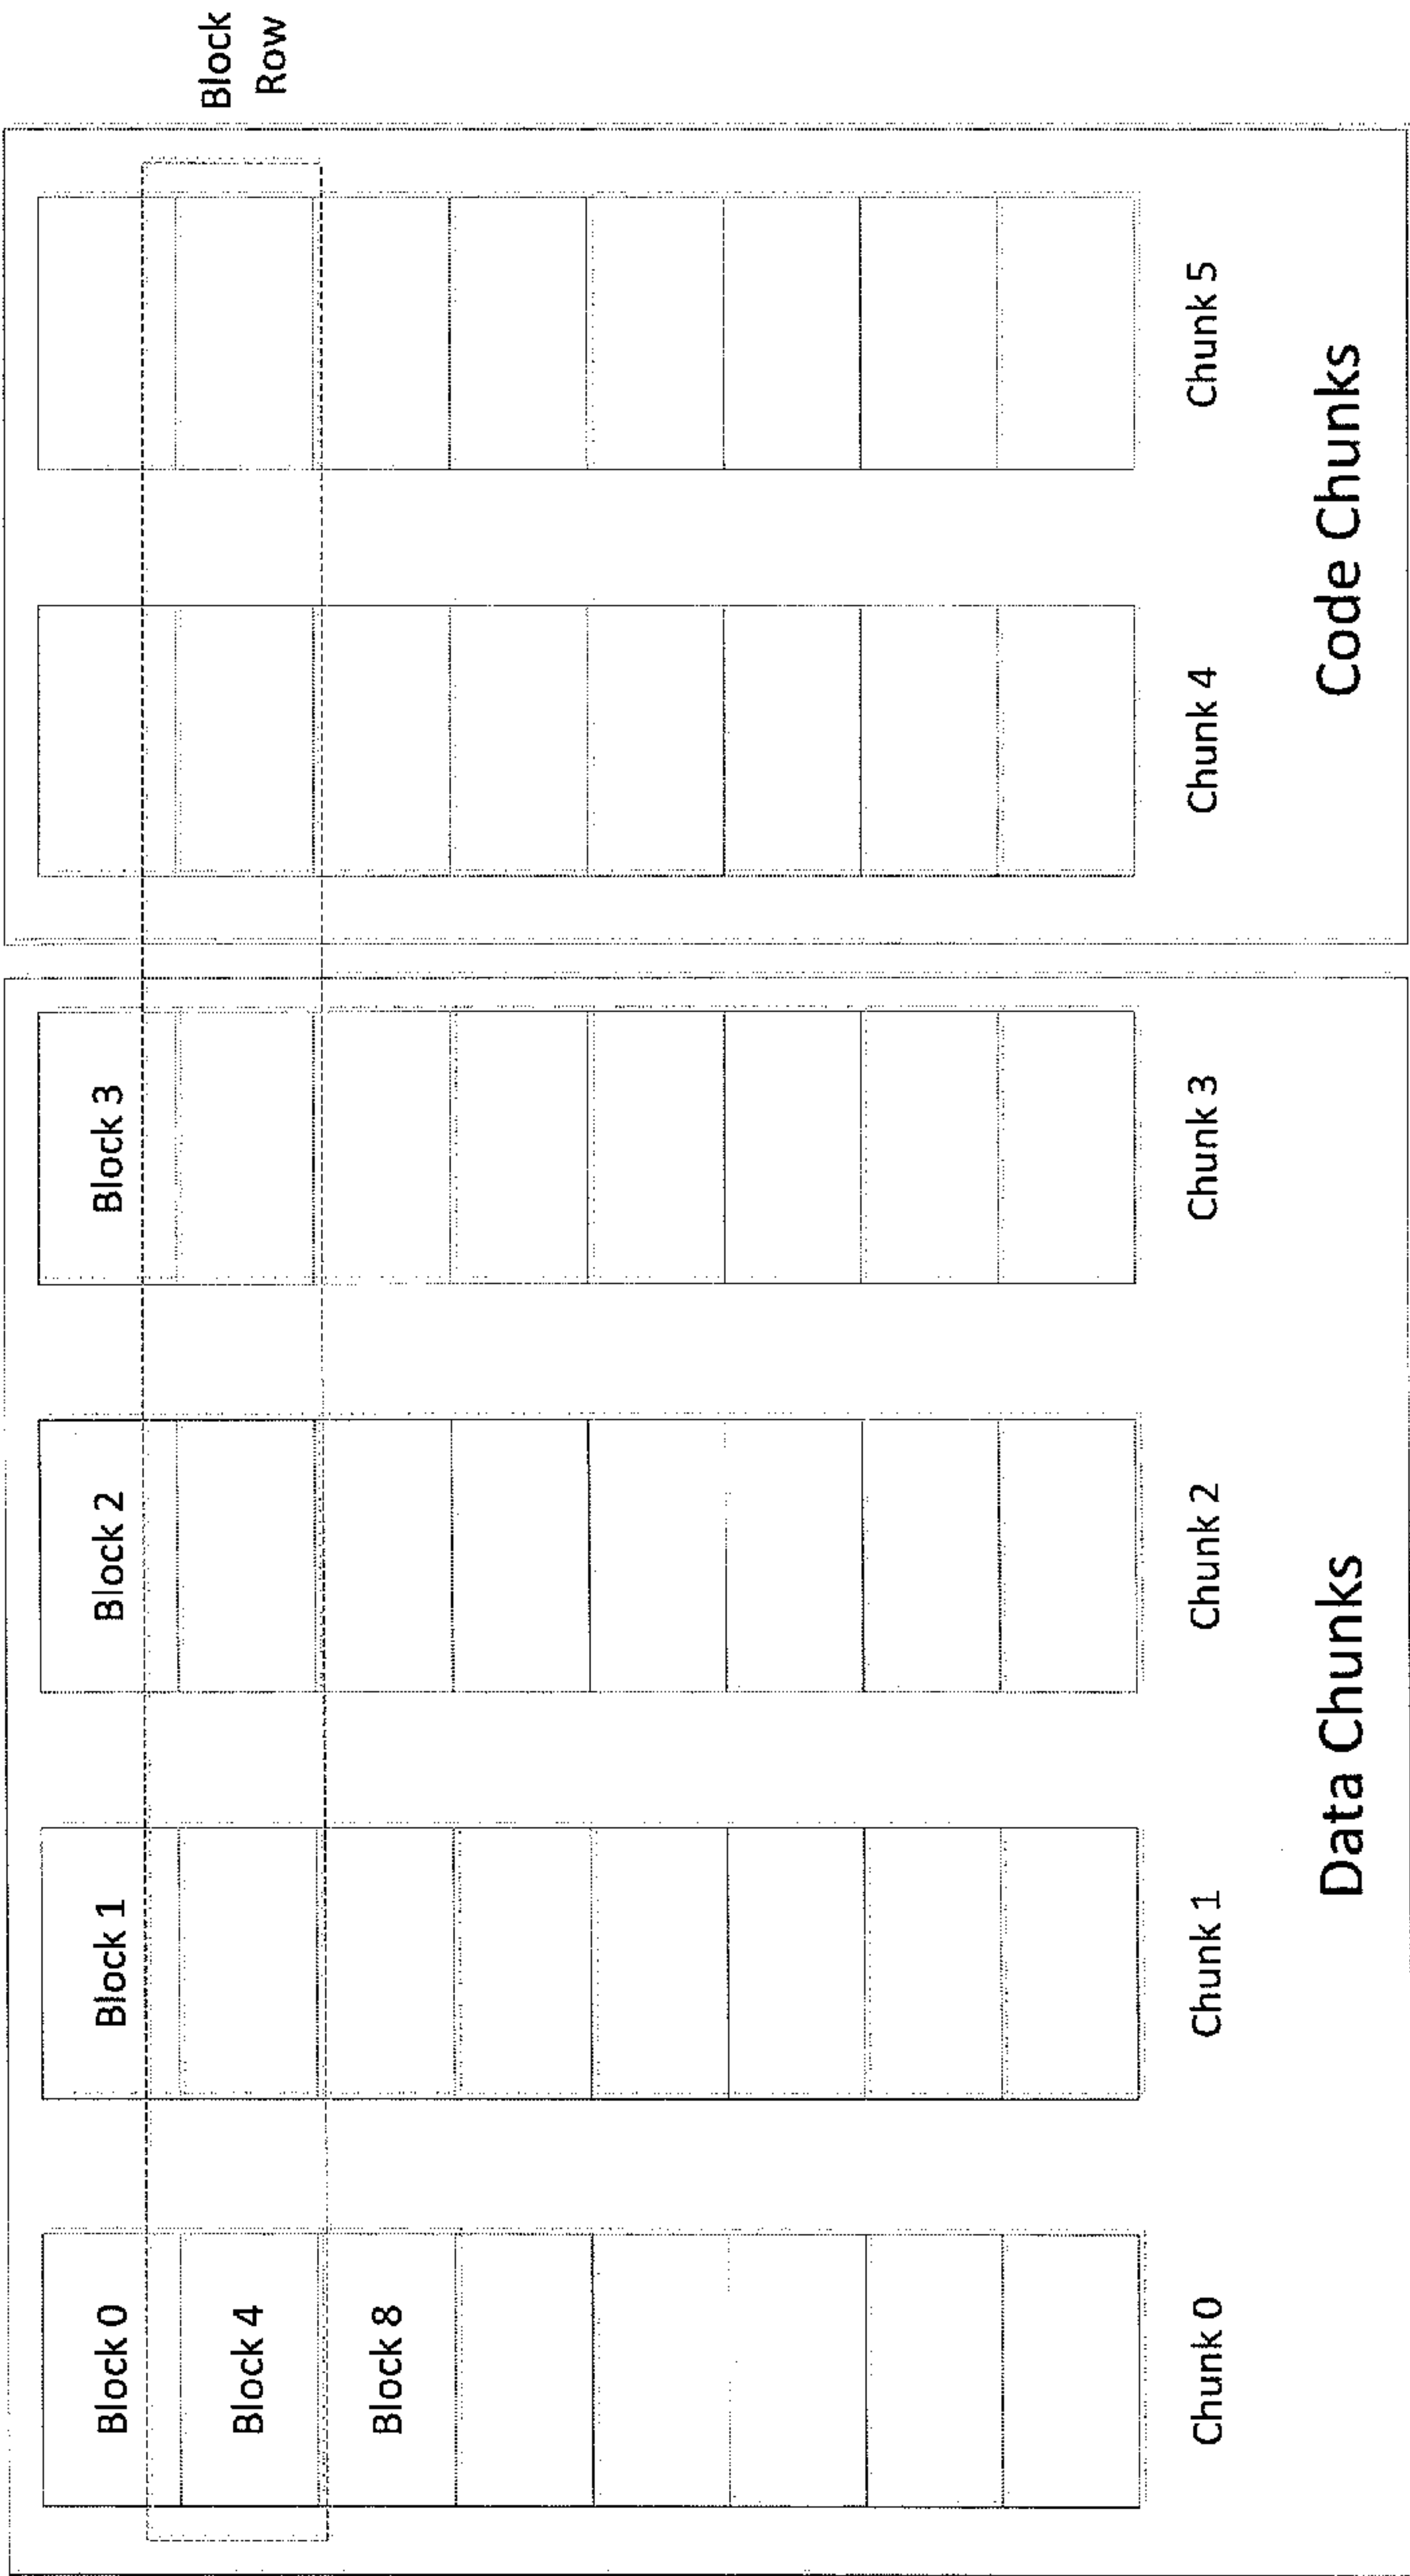 Block 0
Block 1
Block 2
Block 3
Block 4
Block
Row
Block 8
Chunk 0
Chunk 1
Chunk 2
Chunk 3
Chunk 4
Chunk 5
Data Chunks
Code Chunks